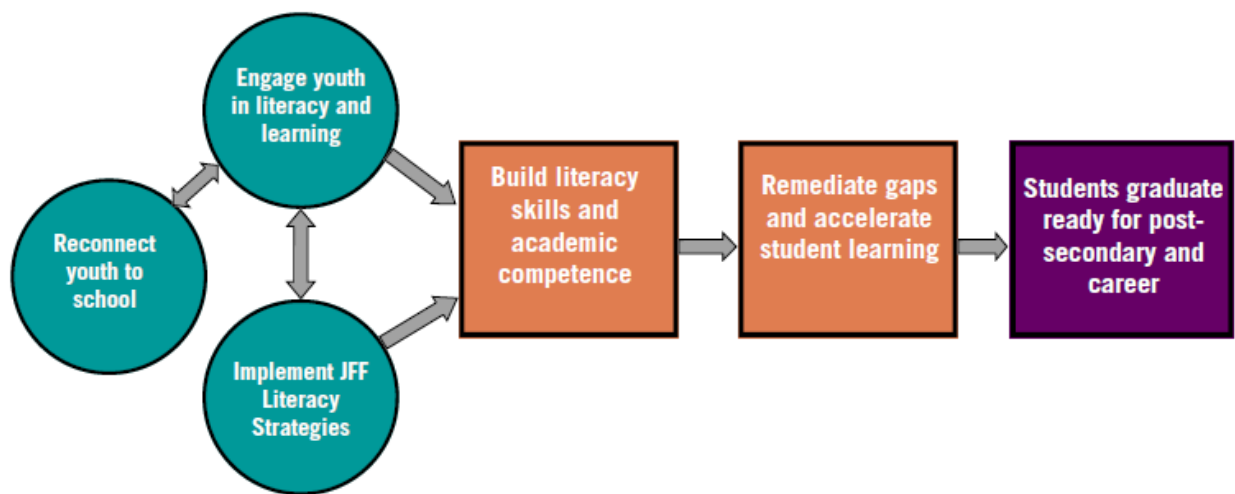 Engage youth
in literacy and
learning
Reconnect
youth to
school
Implement JFF
Literacy
Strategies
Build literacy
skills and
academic
competence
Remediate gaps
and accelerate
student learning
Students graduate
ready for post-
secondary and
career